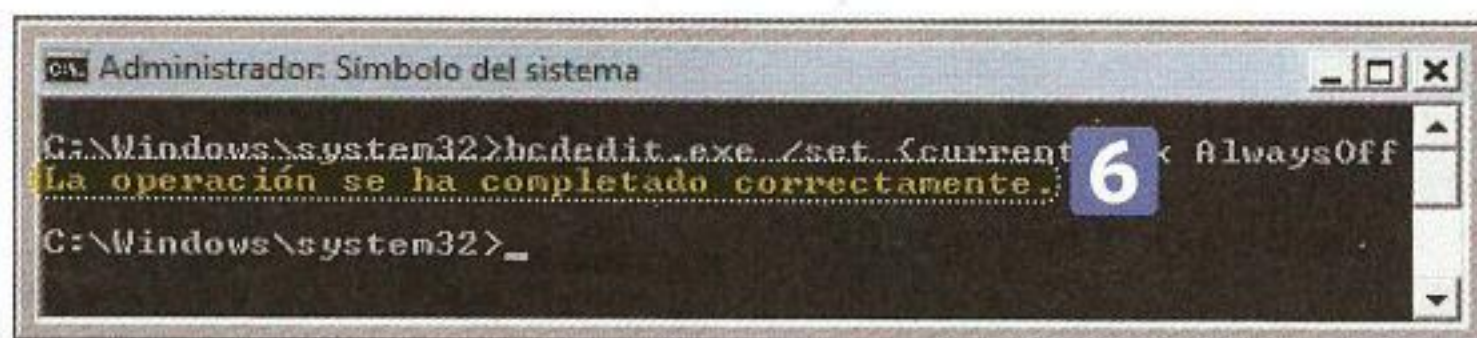 Administrador: Símbolo del sistema
C:\Windows\system32>bcdedit.exe /set {current AlwaysOff
La operación se ha completado correctamente.
6
C:\Windows\system32>_